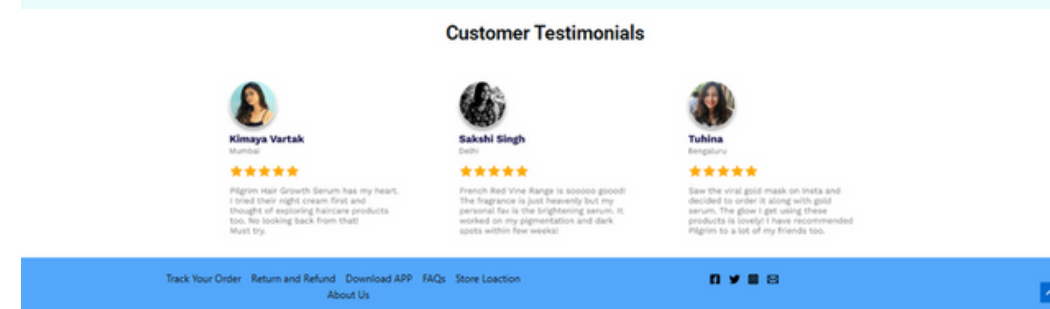 Customer Testimonials
Kimaya Vartak
Mumbai
Pilgrim Hair Growth Serum has my heart.
I tried their night cream first and
thought of exploring haircare products
too. No looking back from that!
Must try.
Sakshi Singh
Delhi
French Red Vine Range is sooooo goood!
The fragrance is just heavenly but my
personal fav is the brightening serum. It
worked on my pigmentation and dark
spots within few weeks!
Tuhina
Bengaluru
Saw the viral gold mask on Insta and
decided to order it along with gold
serum. The glow I get using these
products is lovely! I have recommended
Pilgrim to a lot of my friends too.
Track Your Order Return and Refund Download APP FAQs Store Loaction
About Us